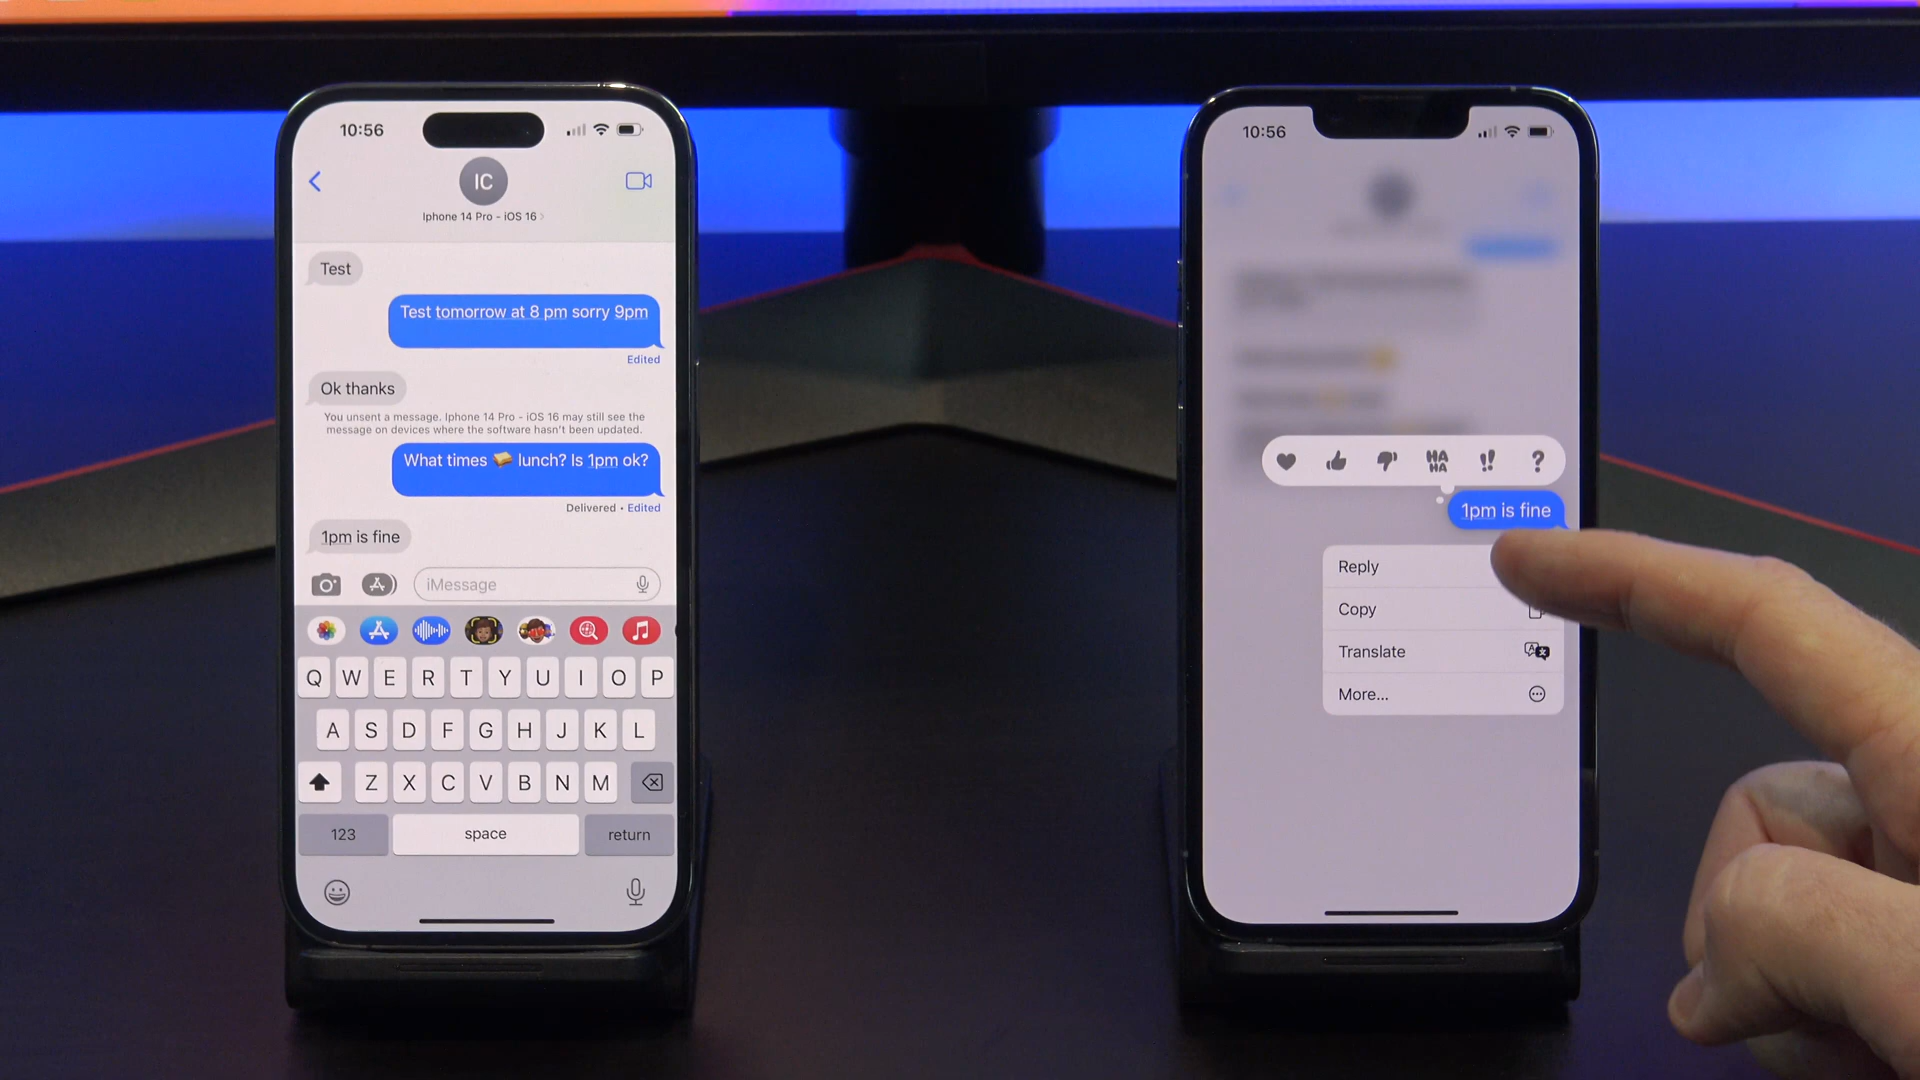 10:56
IC
Iphone 14 Pro - iOS 16
Test
Test tomorrow at 8 pm sorry 9pm
Edited
Ok thanks
You unsent a message. Iphone 14 Pro - iOS 16 may still see the
message on devices where the software hasn't been updated.
What times lunch? Is 1pm ok?
Delivered • Edited
1pm is fine
iMessage
Q W E R T Y U I O P
A S D F G H J K L
Z X C V B N M
123 space return
10:56
HA
HA
!! ?
1pm is fine
Reply
Copy
Translate
More...